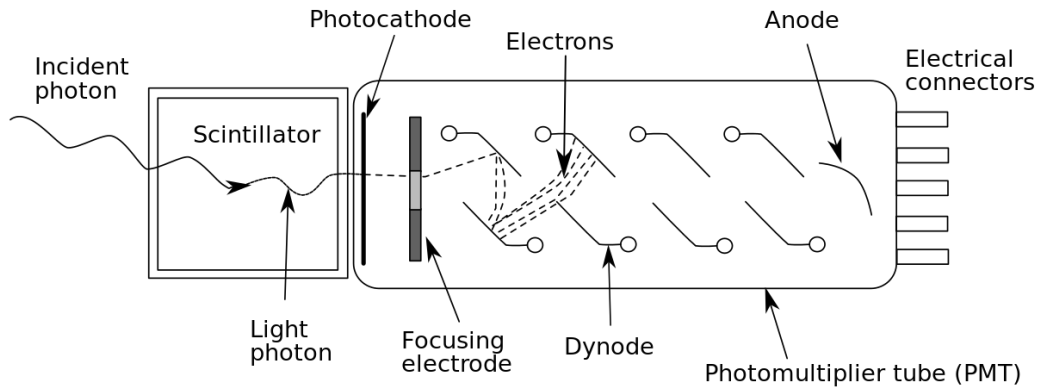 Photocathode
Anode
Electrons
Incident
photon
Electrical
connectors
Scintillator
Light
photon
Focusing
electrode
Dynode
Photomultiplier tube (PMT)